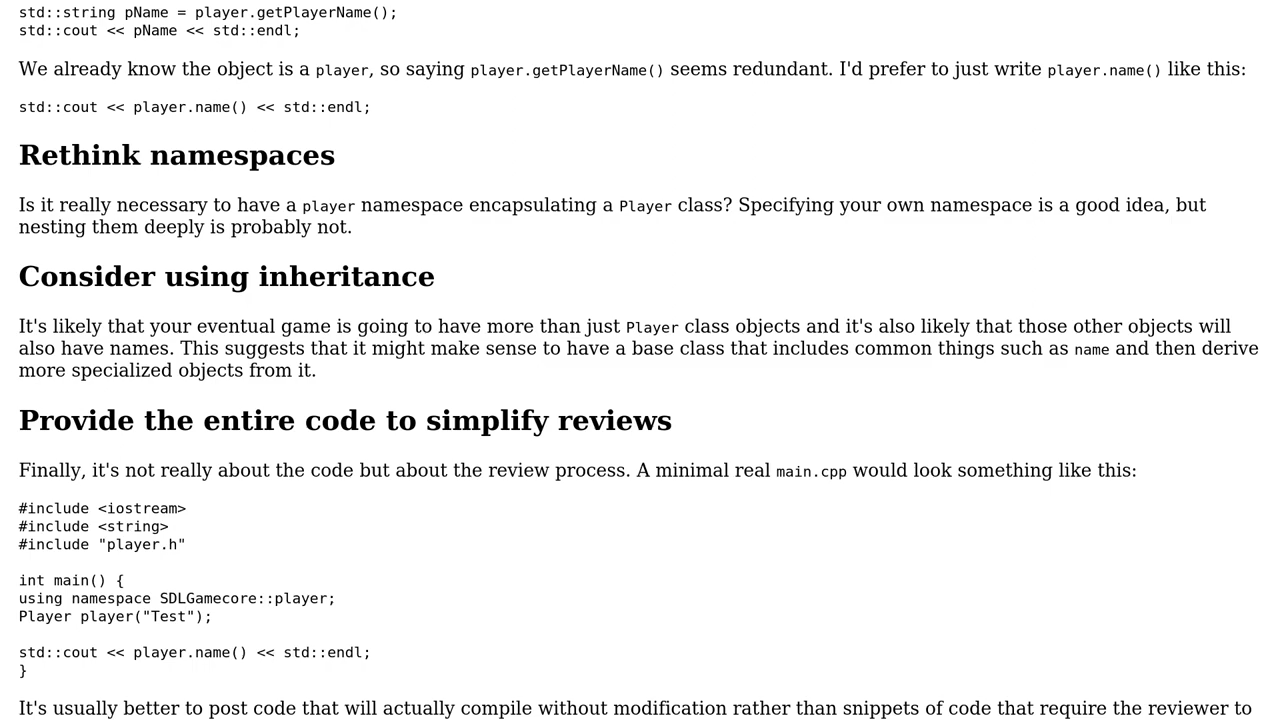 std::string pName = player.getPlayerName();
std::cout << pName << std::endl;
We already know the object is a player, so saying player.getPlayerName() seems redundant. I'd prefer to just write player.name() like this:
std::cout << player.name() << std::endl;
Rethink namespaces
Is it really necessary to have a player namespace encapsulating a Player class? Specifying your own namespace is a good idea, but
nesting them deeply is probably not.
Consider using inheritance
It's likely that your eventual game is going to have more than just Player class objects and it's also likely that those other objects will
also have names. This suggests that it might make sense to have a base class that includes common things such as name and then derive
more specialized objects from it.
Provide the entire code to simplify reviews
Finally, it's not really about the code but about the review process. A minimal real main.cpp would look something like this:
#include <iostream>
#include <string>
#include "player.h"
int main() {
using namespace SDLGamecore::player;
Player player("Test");
std::cout << player.name() << std::endl;
}
It's usually better to post code that will actually compile without modification rather than snippets of code that require the reviewer to